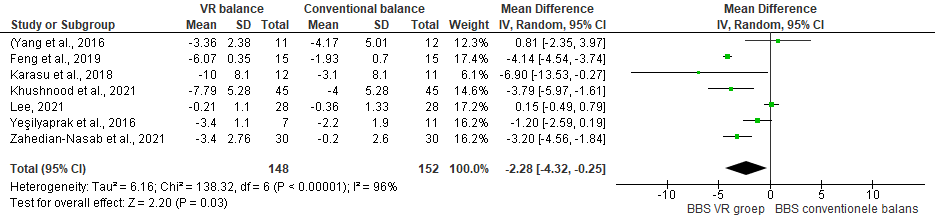 VR balance Conventional balance Mean Difference Mean Difference
Study or Subgroup Mean SD Total Mean SD Total Weight IV, Random, 95% CI IV, Random, 95% CI
(Yang et al., 2016 -3.36 2.38 11 -4.17 5.01 12 12.3% 0.81 [-2.35, 3.97]
Feng et al., 2019 -6.07 0.35 15 -1.93 0.7 15 17.4% -4.14 [-4.54, -3.74]
Karasu et al., 2018 -10 8.1 12 -3.1 8.1 11 6.1% -6.90 [-13.53, -0.27]
Khushnood et al., 2021 -7.79 5.28 45 -4 5.28 45 14.6% -3.79 [-5.97, -1.61]
Lee, 2021 -0.21 1.1 28 -0.36 1.33 28 17.2% 0.15 [-0.49, 0.79]
Yeşilyaprak et al., 2016 -3.4 1.1 7 -2.2 1.9 11 16.2% -1.20 [-2.59, 0.19]
Zahedian-Nasab et al., 2021 -3.4 2.76 30 -0.2 2.6 30 16.2% -3.20 [-4.56, -1.84]
Total (95% CI) 148 152 100.0% -2.28 [-4.32, -0.25]
Heterogeneity: Tau² = 6.16; Chi² = 138.32, df = 6 (P < 0.00001); I² = 96%
Test for overall effect: Z = 2.20 (P = 0.03)
-10 -5 0 5 10
BBS VR groep BBS conventionele balans